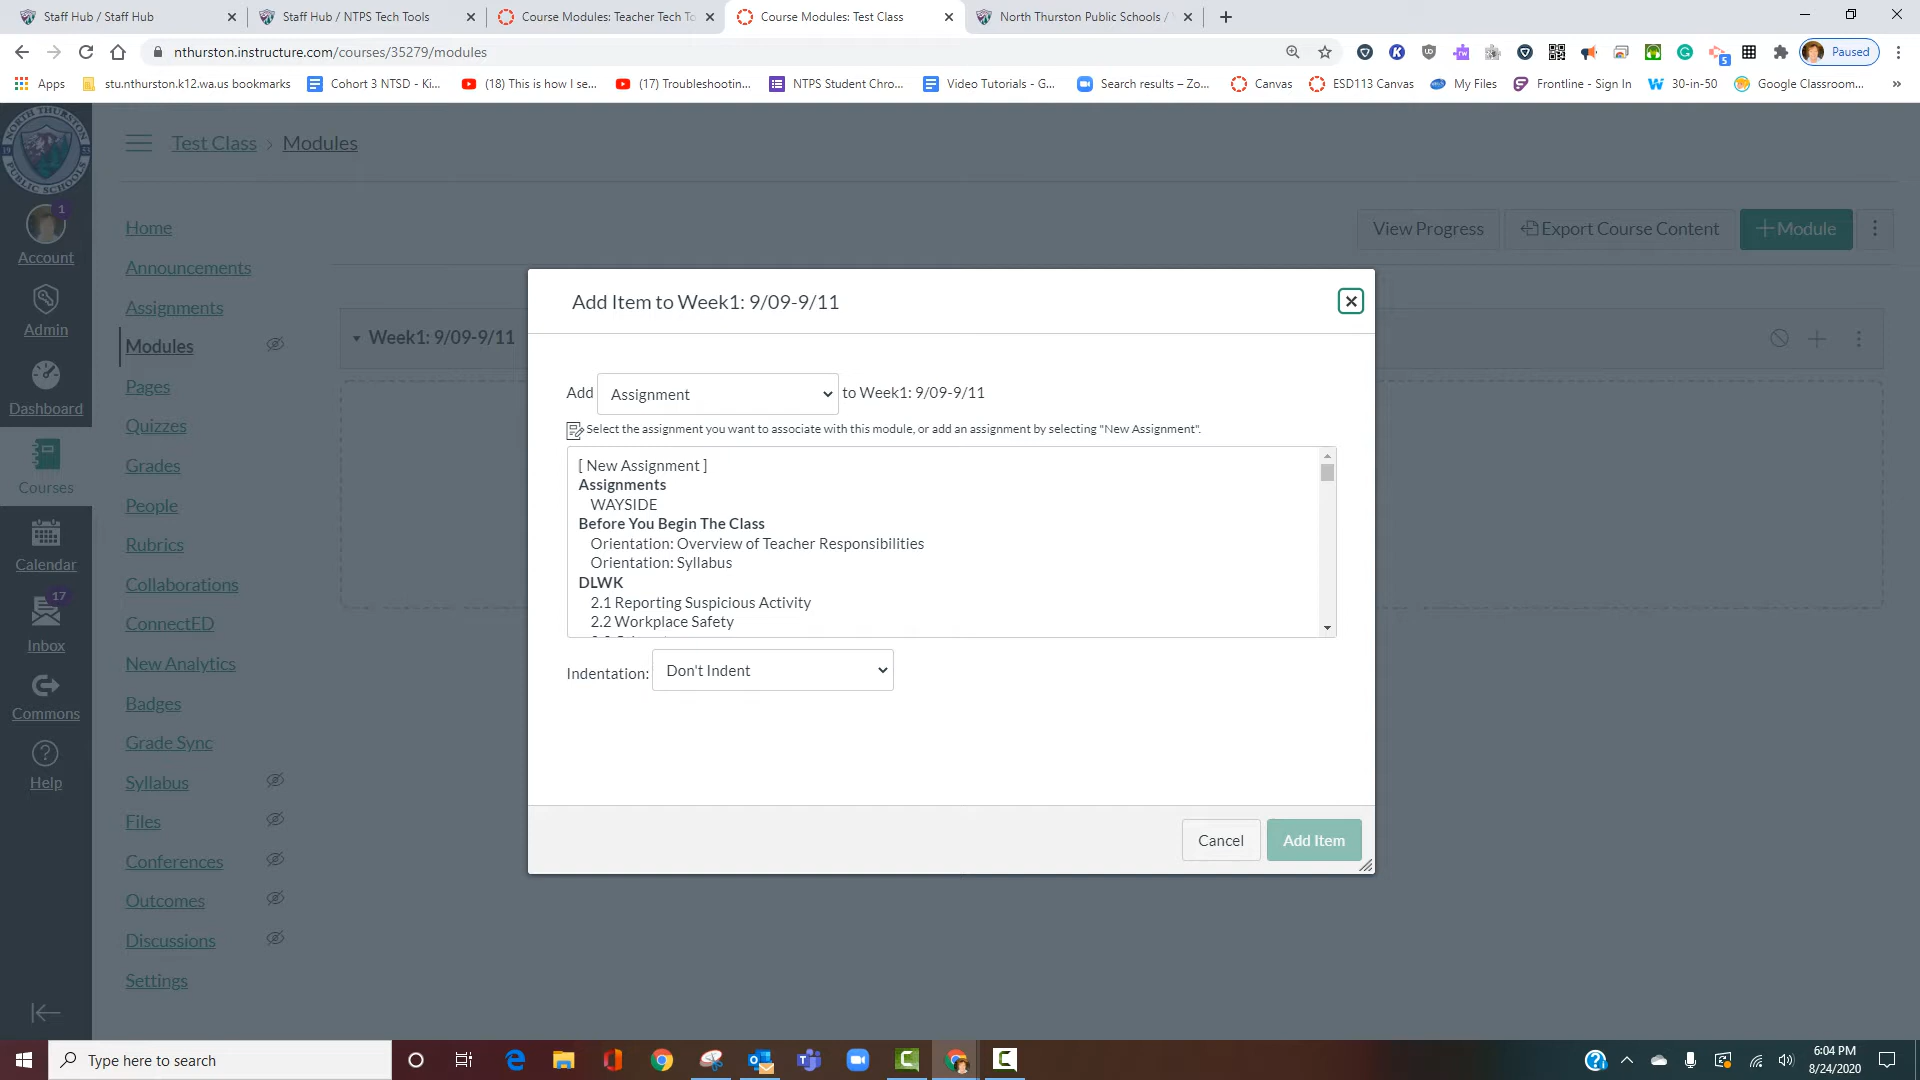 Staff Hub / Staff Hub
Staff Hub / NTPS Tech Tools
Course Modules: Teacher Tech To
Course Modules: Test Class
North Thurston Public Schools /
nthurston.instructure.com/courses/35279/modules
Paused
Apps
stu.nthurston.k12.wa.us bookmarks
Cohort 3 NTSD - Ki...
(18) This is how I se...
(17) Troubleshootin...
NTPS Student Chro...
Video Tutorials - G...
Search results – Zo...
Canvas
ESD113 Canvas
My Files
Frontline - Sign In
30-in-50
Google Classroom...
»
NORTH THURSTON
PUBLIC SCHOOLS
1
Account
Admin
Dashboard
Courses
Calendar
17
Inbox
Commons
Help
Test Class › Modules
Home
Announcements
Assignments
Modules
Pages
Quizzes
Grades
People
Rubrics
Collaborations
ConnectED
New Analytics
Badges
Grade Sync
Syllabus
Files
Conferences
Outcomes
Discussions
Settings
View Progress
Export Course Content
+Module
Week1: 9/09-9/11
Add Item to Week1: 9/09-9/11
Add Assignment to Week1: 9/09-9/11
Select the assignment you want to associate with this module, or add an assignment by selecting "New Assignment".
[ New Assignment ]
Assignments
WAYSIDE
Before You Begin The Class
Orientation: Overview of Teacher Responsibilities
Orientation: Syllabus
DLWK
2.1 Reporting Suspicious Activity
2.2 Workplace Safety
Indentation: Don't Indent
Cancel
Add Item
Type here to search
6:04 PM
8/24/2020